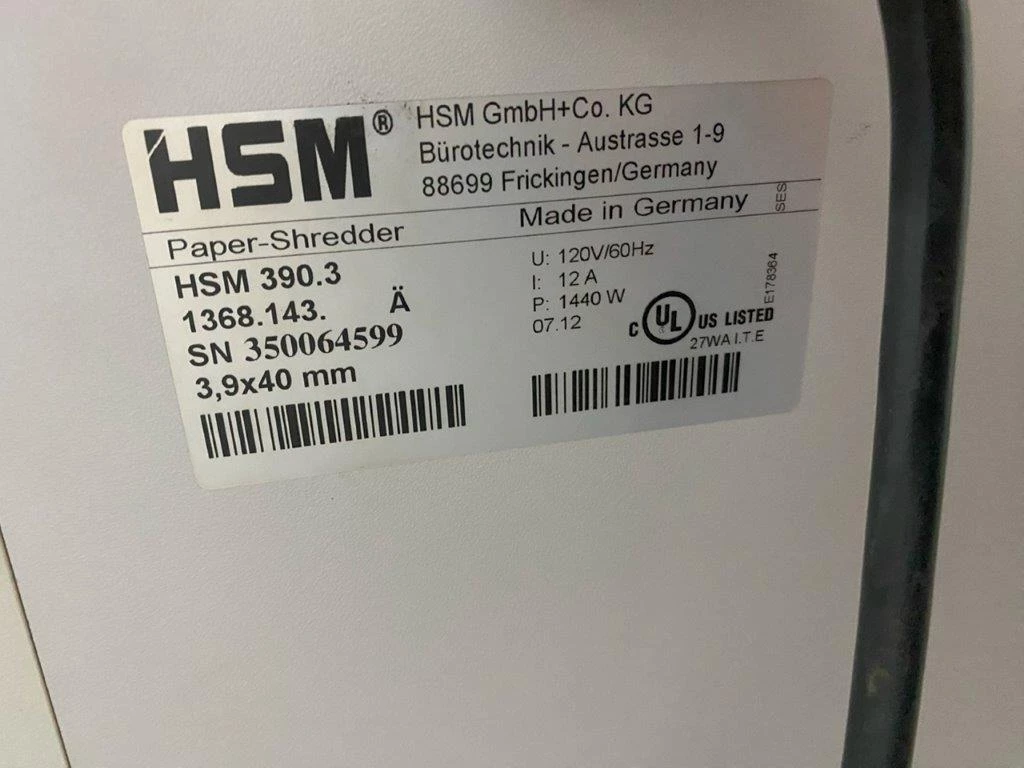 HSM®
HSM GmbH+Co. KG
Bürotechnik - Austrasse 1-9
88699 Frickingen/Germany
Paper-Shredder
Made in Germany
SES
HSM 390.3
1368.143. Ä
SN 350064599
3,9x40 mm
U: 120V/60Hz
I: 12 A
P: 1440 W
07.12
C UL US LISTED
27WA I.T.E
E178364